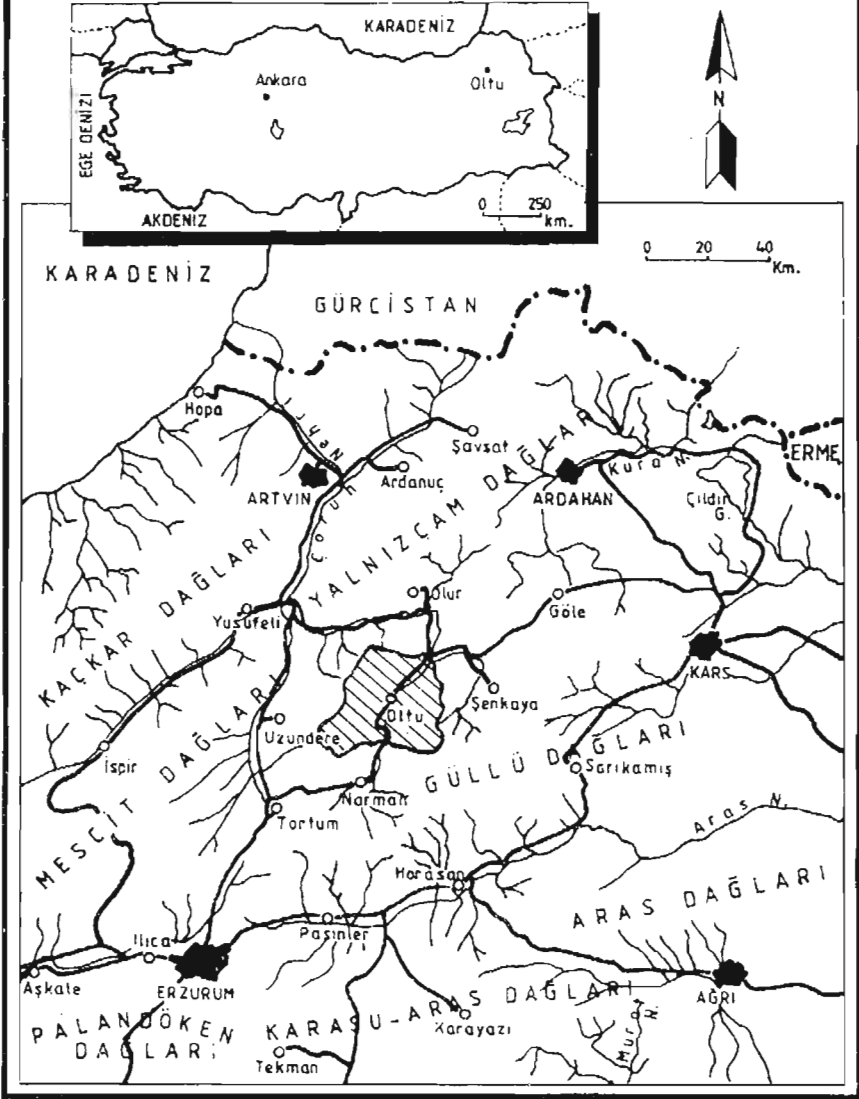 KARADENİZ
Ankara
Oltu
EGE DENİZİ
AKDENİZ
0 250
km.
N
0 20 40
Km.
KARADENİZ
GÜRCİSTAN
Hopa
Çoruh Nehri
Şavşat
ARTVİN
Ardanuç
ARDAHAN
Kura N.
ERME
Çıldır
G.
YALNIZÇAM DAĞLAR
KAÇKAR DAĞLARI
Yusufeli
Olur
Göle
KARS
Oltu
Şenkaya
Uzundere
İspir
MESCİT DAĞLARI
GÜLLÜ DAĞLARI
Sarıkamış
Narman
Tortum
Aras N.
Horasan
ARAS DAĞLARI
Pasinler
Ilıca
Aşkale
ERZURUM
AĞRI
PALANDÖKEN
DAĞLARI
KARASU-ARAS DAĞLARI
Karayazı
Murat
N.
Tekman